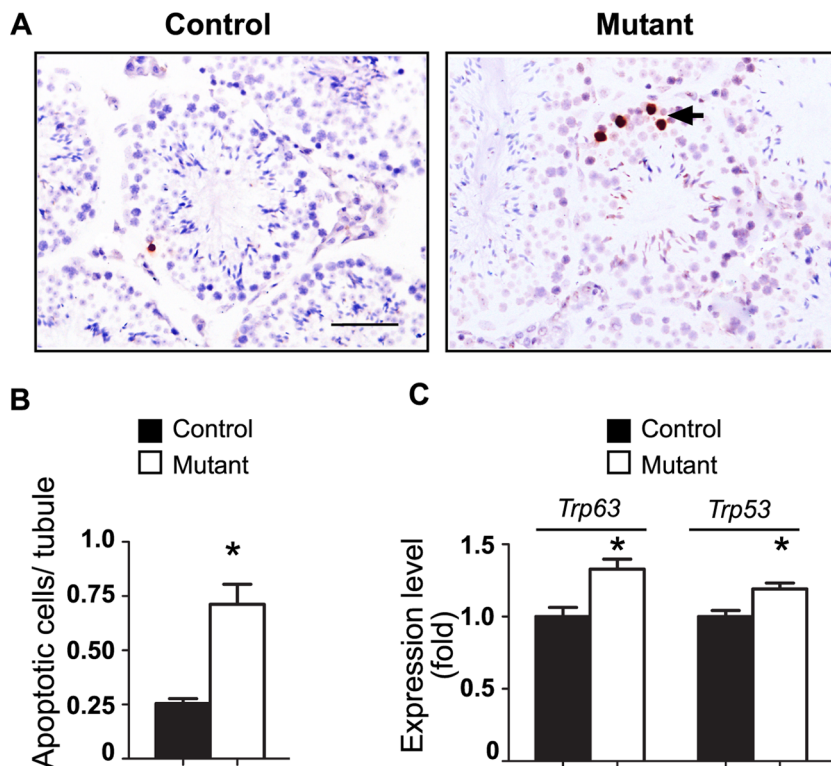 A
Control
Mutant
B
Control
Mutant
Apoptotic cells/ tubule
1.0
0.75
0.50
0.25
0
*
C
Control
Mutant
Trp63
Trp53
Expression level
(fold)
1.5
1.0
0.5
0
*
*